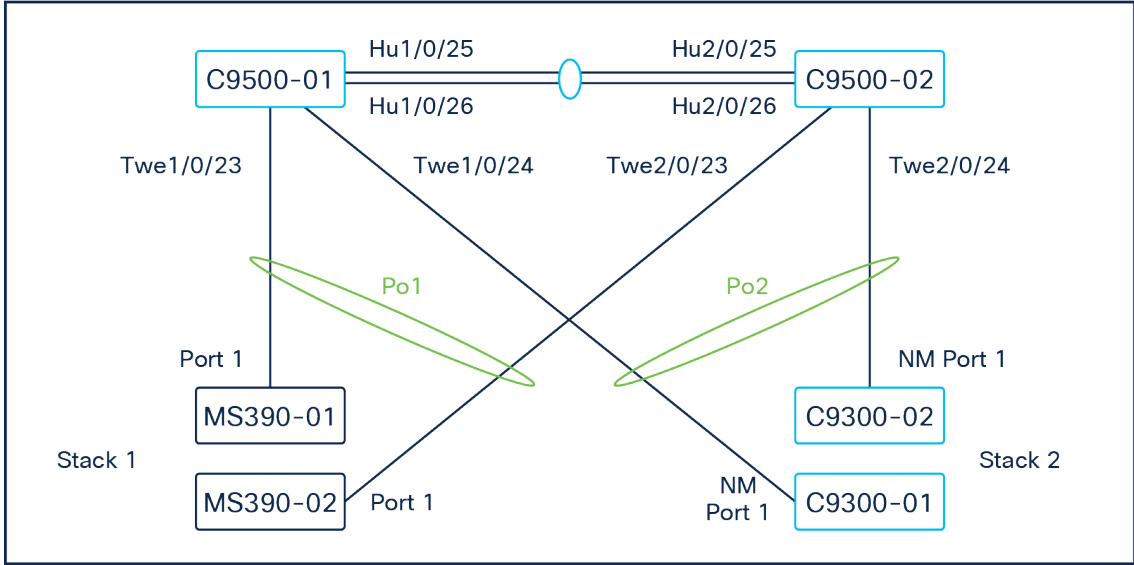 Hu1/0/25
Hu2/0/25
C9500-01
C9500-02
Hu1/0/26
Hu2/0/26
Twe1/0/23
Twe1/0/24
Twe2/0/23
Twe2/0/24
Po1
Po2
Port 1
NM Port 1
MS390-01
C9300-02
Stack 1
Stack 2
MS390-02
Port 1
NM
Port 1
C9300-01